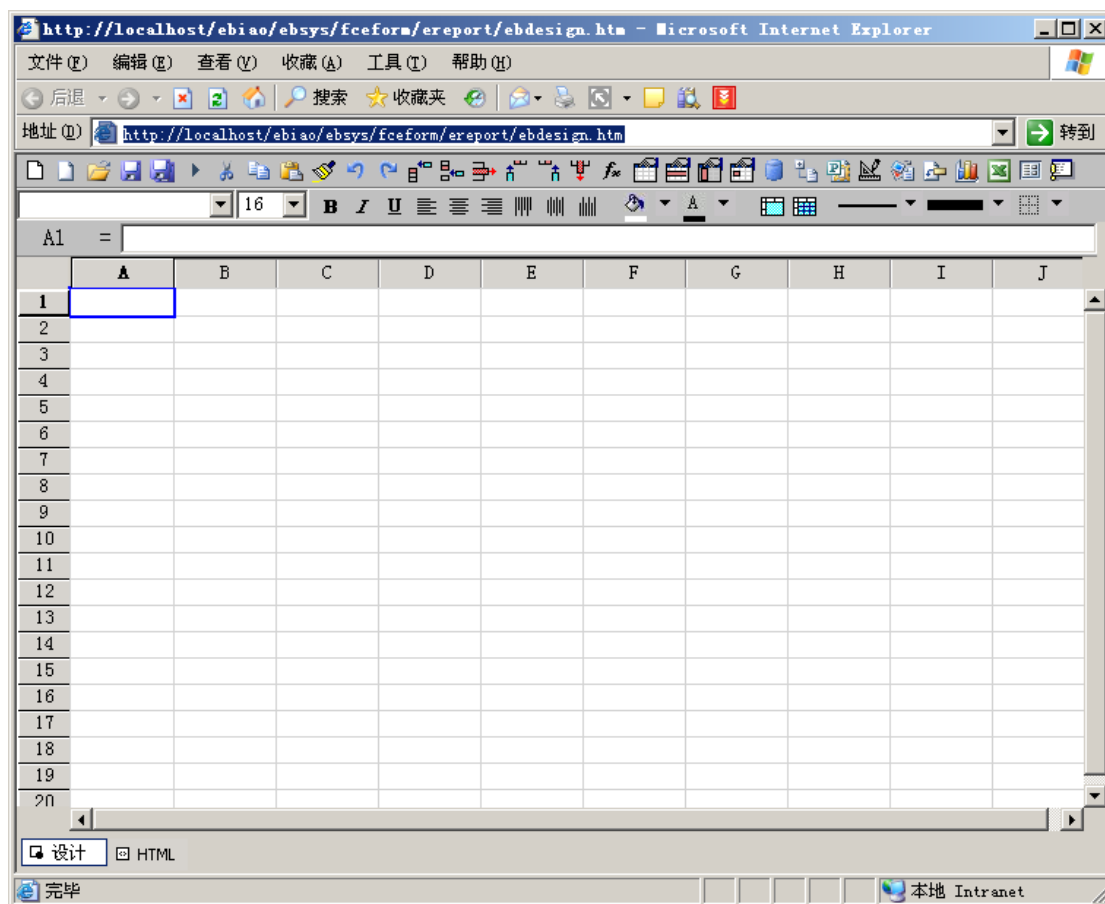 http://localhost/ebiao/ebsys/fceform/ereport/ebdesign.htm - Microsoft Internet Explorer
文件(F) 编辑(E) 查看(V) 收藏(A) 工具(T) 帮助(H)
后退 搜索 收藏夹
地址(D) http://localhost/ebiao/ebsys/fceform/ereport/ebdesign.htm 转到
16 B I U A
A1 =
A B C D E F G H I J
1
2
3
4
5
6
7
8
9
10
11
12
13
14
15
16
17
18
19
20
设计 HTML
完毕 本地 Intranet